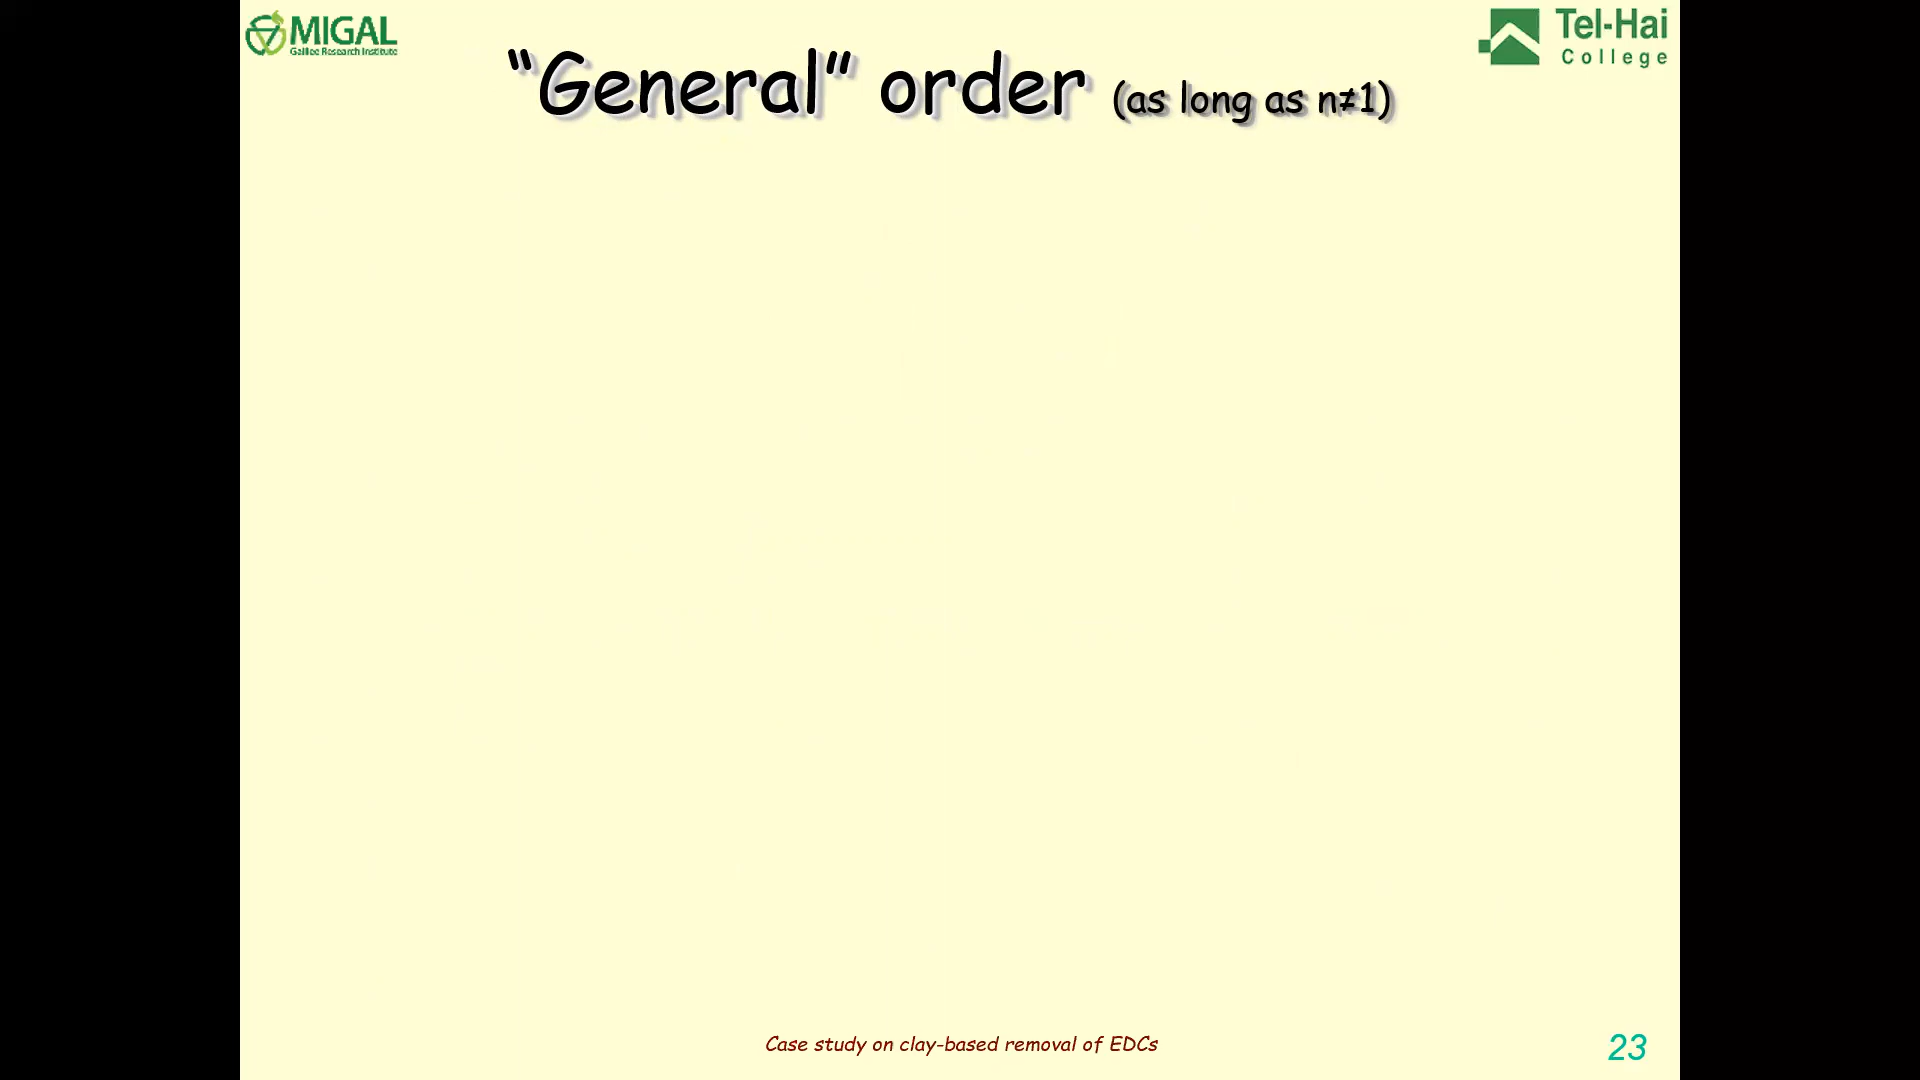 MIGAL
Galilee Research Institute
Tel-Hai
College
“General” order (as long as n≠1)
Case study on clay-based removal of EDCs
23